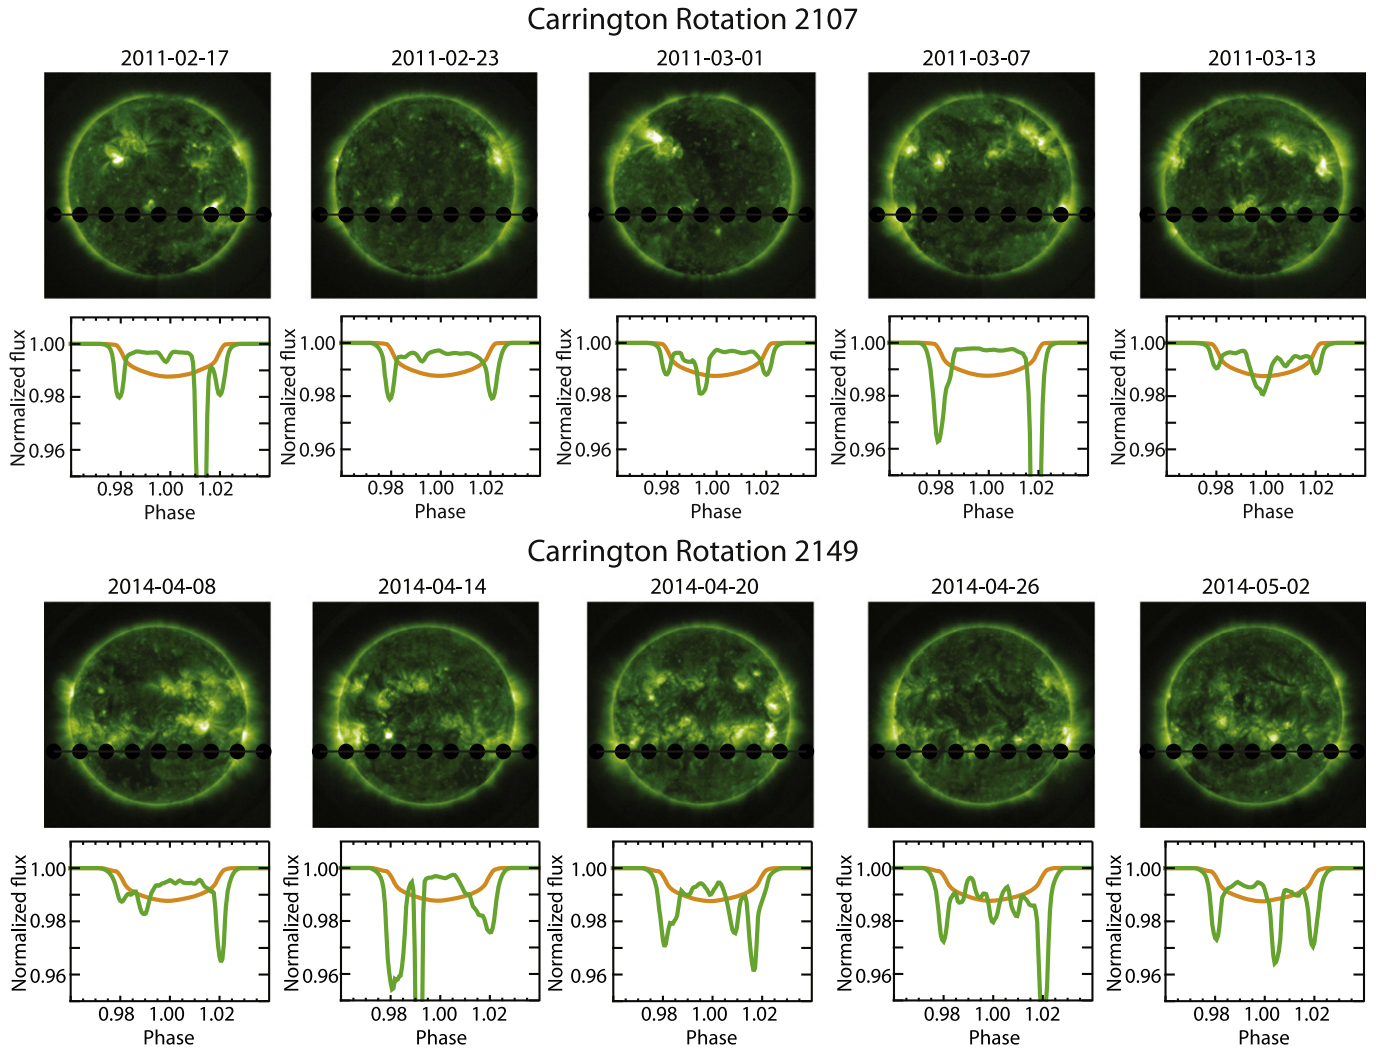 Carrington Rotation 2107
2011-02-17 2011-02-23 2011-03-01 2011-03-07 2011-03-13
Normalized flux 1.00 0.98 0.96 Normalized flux 1.00 0.98 0.96 Normalized flux 1.00 0.98 0.96 Normalized flux 1.00 0.98 0.96 Normalized flux 1.00 0.98 0.96
0.98 1.00 1.02 0.98 1.00 1.02 0.98 1.00 1.02 0.98 1.00 1.02 0.98 1.00 1.02
Phase Phase Phase Phase Phase
Carrington Rotation 2149
2014-04-08 2014-04-14 2014-04-20 2014-04-26 2014-05-02
Normalized flux 1.00 0.98 0.96 Normalized flux 1.00 0.98 0.96 Normalized flux 1.00 0.98 0.96 Normalized flux 1.00 0.98 0.96 Normalized flux 1.00 0.98 0.96
0.98 1.00 1.02 0.98 1.00 1.02 0.98 1.00 1.02 0.98 1.00 1.02 0.98 1.00 1.02
Phase Phase Phase Phase Phase